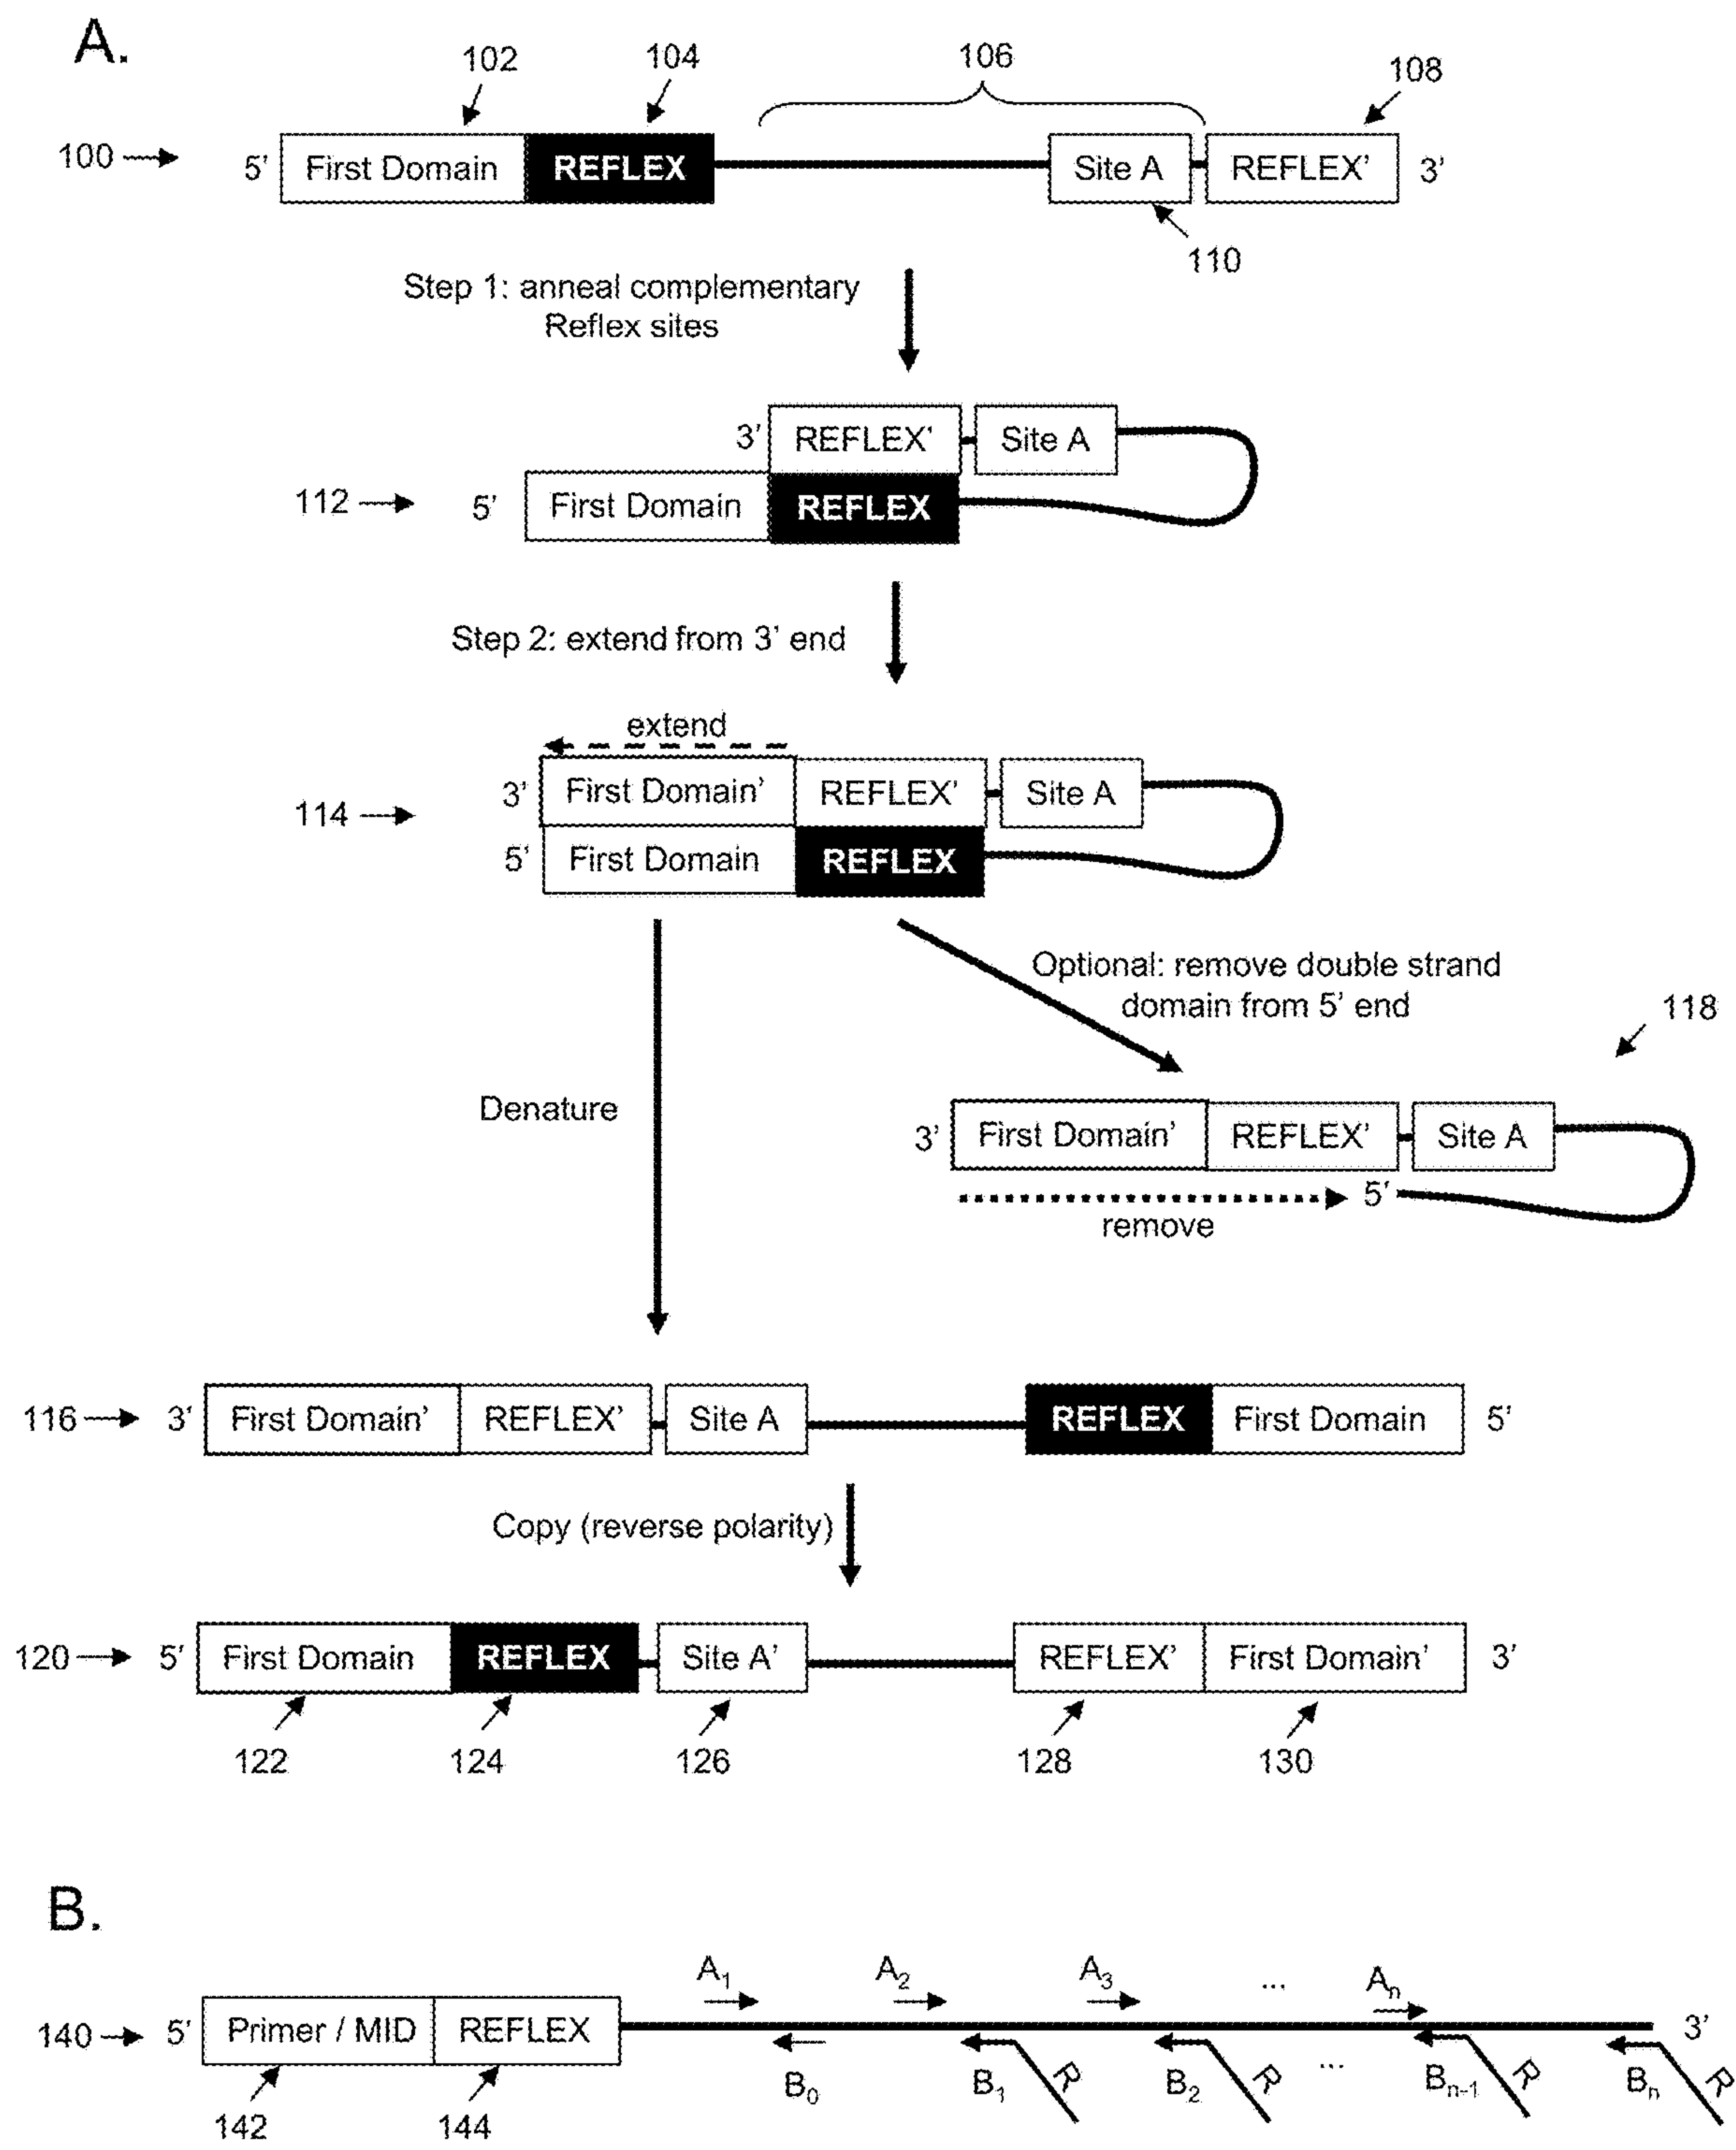 A.
102
104
106
108
100
5’ First Domain REFLEX Site A REFLEX’ 3’
110
Step 1: anneal complementary
Reflex sites
3’ REFLEX’ Site A
112
5’ First Domain REFLEX
Step 2: extend from 3’ end
extend
3’ First Domain’ REFLEX’ Site A
114
5’ First Domain REFLEX
Optional: remove double strand
domain from 5’ end
118
Denature
3’ First Domain’ REFLEX’ Site A
5’
remove
116 3’ First Domain’ REFLEX’ Site A REFLEX First Domain 5’
Copy (reverse polarity)
120 5’ First Domain REFLEX Site A’ REFLEX’ First Domain’ 3’
122 124 126 128 130
B.
A1 A2 A3 ... An
140 5’ Primer / MID REFLEX 3’
B0 B1 R B2 R ... Bn-1 R Bn R
142 144